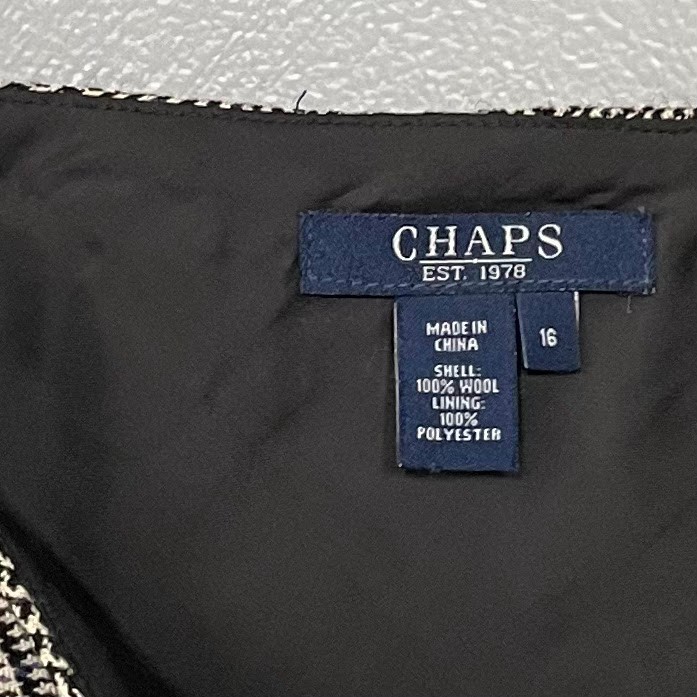 CHAPS
EST. 1978
MADE IN
CHINA
16
SHELL:
100% WOOL
LINING:
100%
POLYESTER